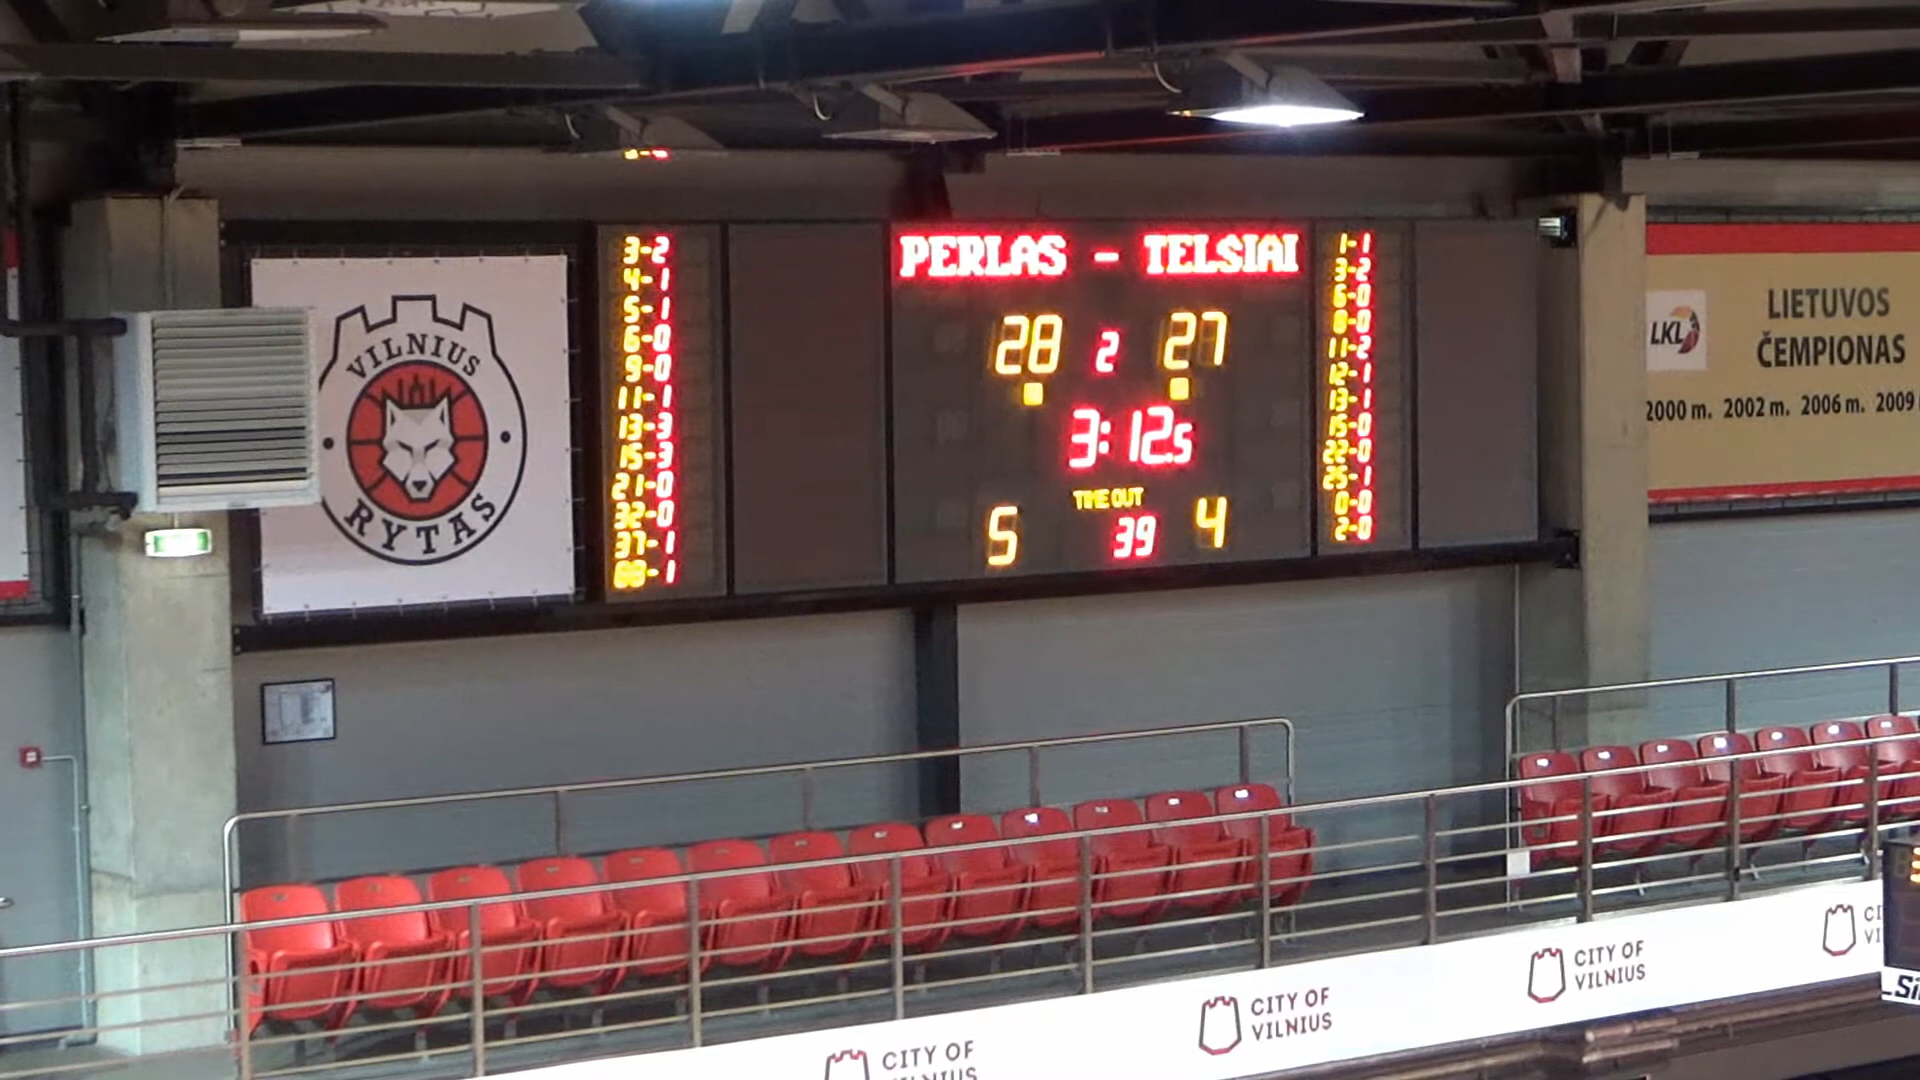 PERLAS - TELSIAI
28 2 27
3:12.5
TIME OUT
5 39 4
3-2
4-1
5-1
6-0
9-0
11-1
13-3
15-3
21-0
32-0
37-1
88-1
1-1
3-2
6-0
8-0
11-2
12-1
13-1
15-0
22-0
25-1
0-0
2-0
VILNIUS
RYTAS
LKL
LIETUVOS
ČEMPIONAS
2000 m. 2002 m. 2006 m. 2009
CITY OF
VILNIUS
CITY OF
VILNIUS
CITY OF
VILNIUS
CI
VI